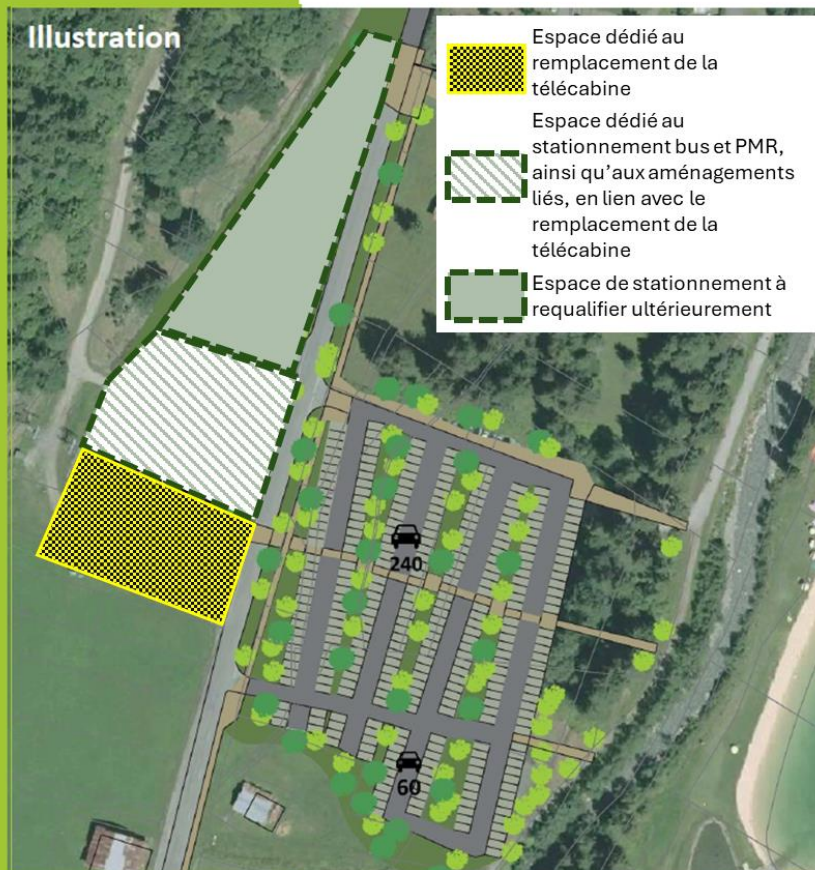 Illustration
Espace dédié au
remplacement de la
télécabine
Espace dédié au
stationnement bus et PMR,
ainsi qu'aux aménagements
liés, en lien avec le
remplacement de la
télécabine
Espace de stationnement à
requalifier ultérieurement
240
60